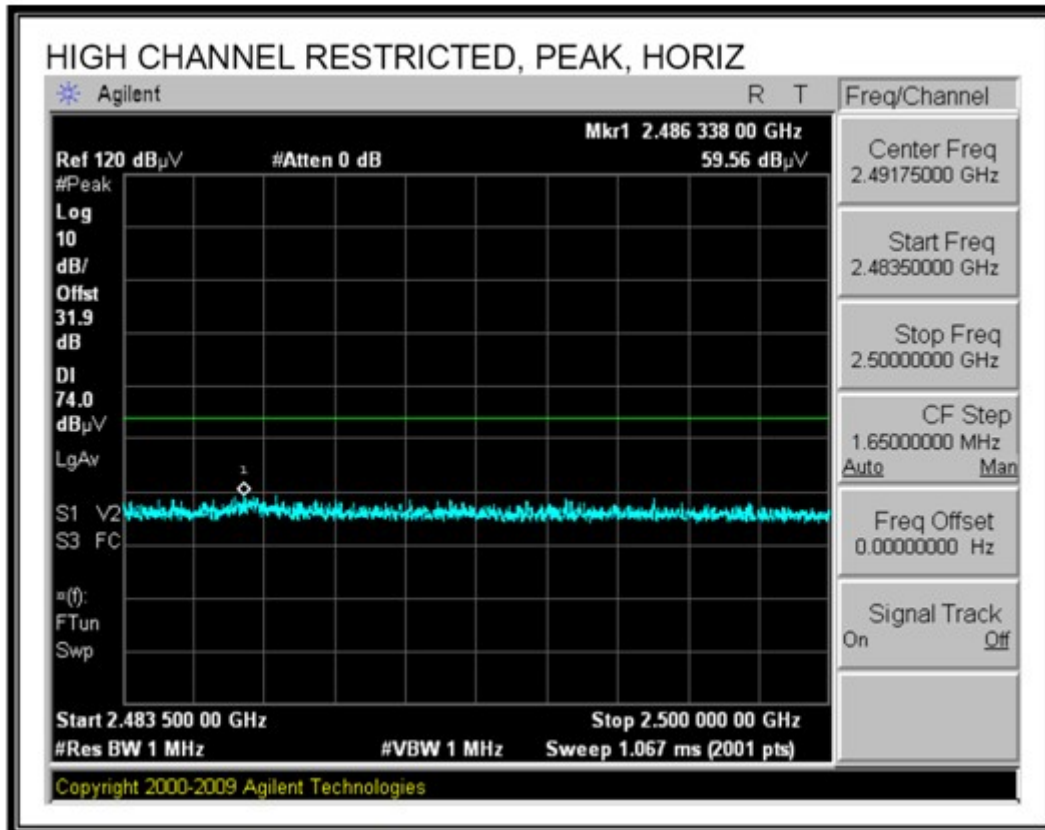 HIGH CHANNEL RESTRICTED, PEAK, HORIZ
Agilent R T Freq/Channel
Mkr1 2.486 338 00 GHz
Ref 120 dBµV #Atten 0 dB 59.56 dBµV
#Peak
Log
10
dB/
Offst
31.9
dB
DI
74.0
dBµV
LgAv
1
S1 V2
S3 FC
¤(f):
FTun
Swp
Start 2.483 500 00 GHz Stop 2.500 000 00 GHz
#Res BW 1 MHz #VBW 1 MHz Sweep 1.067 ms (2001 pts)
Copyright 2000-2009 Agilent Technologies
Center Freq
2.49175000 GHz
Start Freq
2.48350000 GHz
Stop Freq
2.50000000 GHz
CF Step
1.65000000 MHz
Auto Man
Freq Offset
0.00000000 Hz
Signal Track
On Off